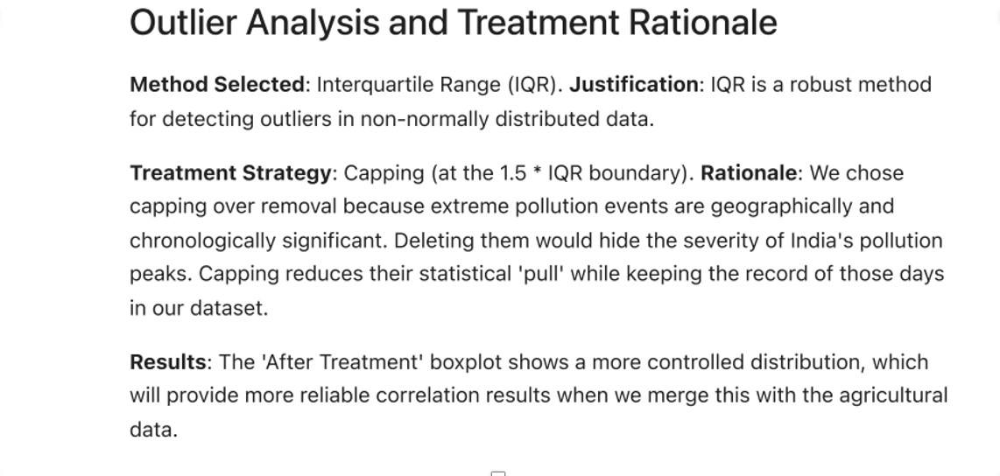 Outlier Analysis and Treatment Rationale
Method Selected: Interquartile Range (IQR). Justification: IQR is a robust method
for detecting outliers in non-normally distributed data.
Treatment Strategy: Capping (at the 1.5 * IQR boundary). Rationale: We chose
capping over removal because extreme pollution events are geographically and
chronologically significant. Deleting them would hide the severity of India's pollution
peaks. Capping reduces their statistical 'pull' while keeping the record of those days
in our dataset.
Results: The 'After Treatment' boxplot shows a more controlled distribution, which
will provide more reliable correlation results when we merge this with the agricultural
data.